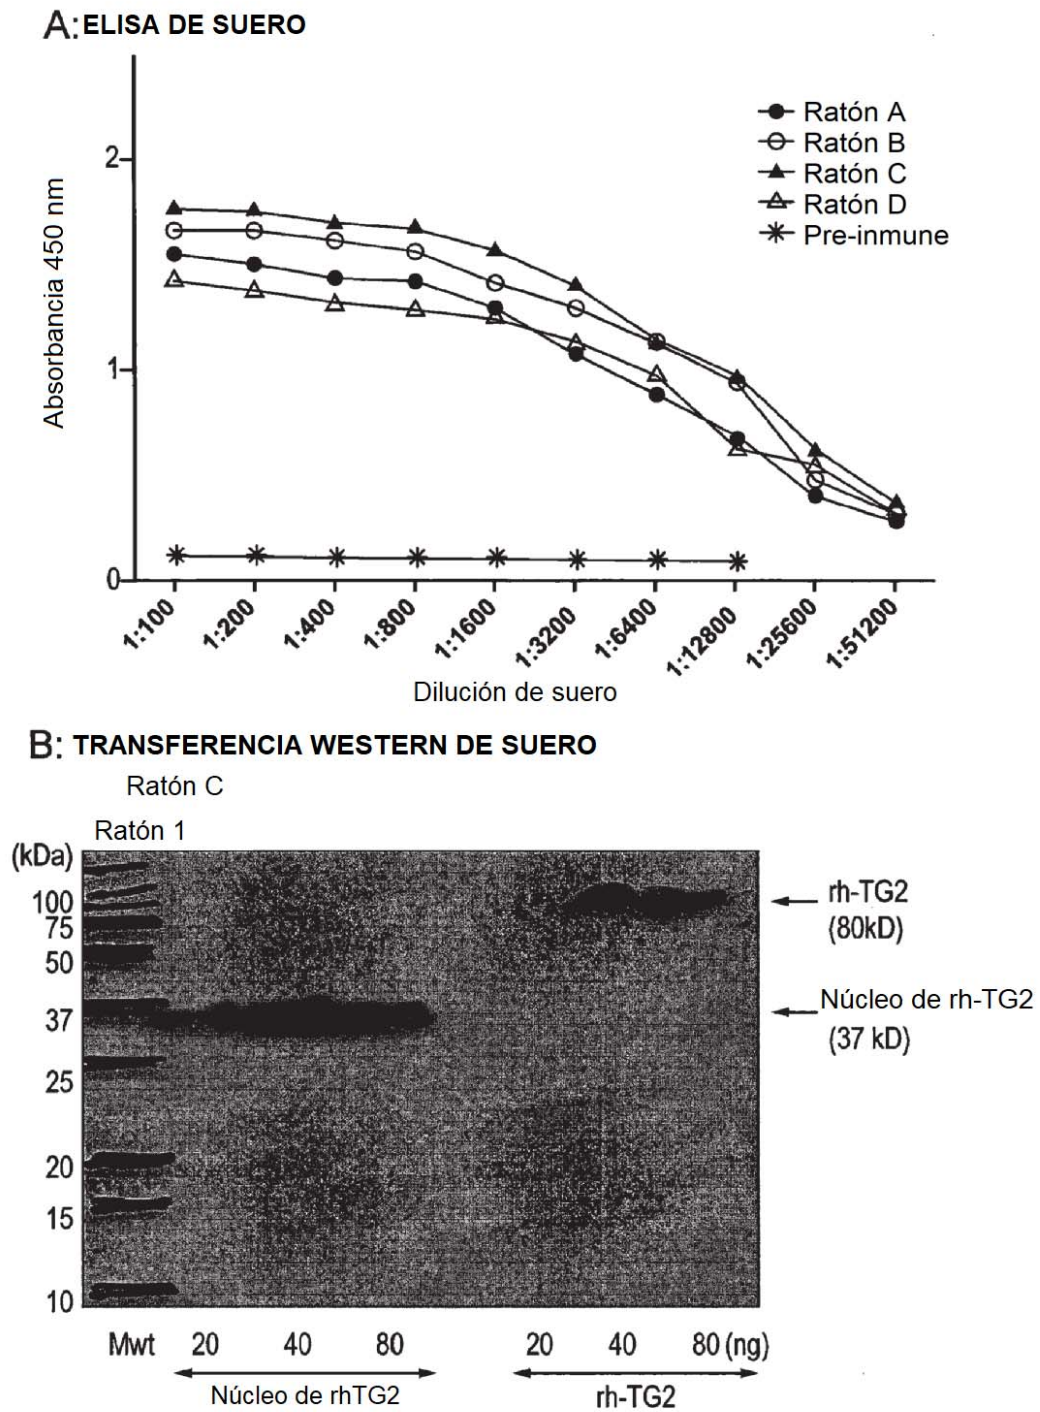 A: ELISA DE SUERO
Ratón A
Ratón B
Ratón C
Ratón D
Pre-inmune
Absorbancia 450 nm
2
1
0
1:100
1:200
1:400
1:800
1:1600
1:3200
1:6400
1:12800
1:25600
1:51200
Dilución de suero
B: TRANSFERENCIA WESTERN DE SUERO
Ratón C
Ratón 1
(kDa)
100
75
50
37
25
20
15
10
rh-TG2
(80kD)
Núcleo de rh-TG2
(37 kD)
Mwt 20 40 80 20 40 80 (ng)
Núcleo de rhTG2
rh-TG2